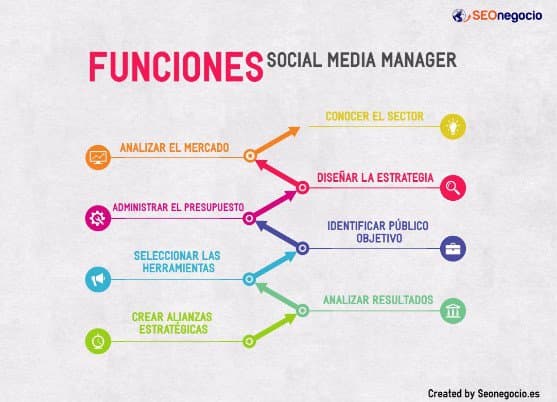 SEOnegocio
FUNCIONES SOCIAL MEDIA MANAGER
CONOCER EL SECTOR
ANALIZAR EL MERCADO
DISEÑAR LA ESTRATEGIA
ADMINISTRAR EL PRESUPUESTO
IDENTIFICAR PÚBLICO
OBJETIVO
SELECCIONAR LAS
HERRAMIENTAS
ANALIZAR RESULTADOS
CREAR ALIANZAS
ESTRATÉGICAS
Created by Seonegocio.es